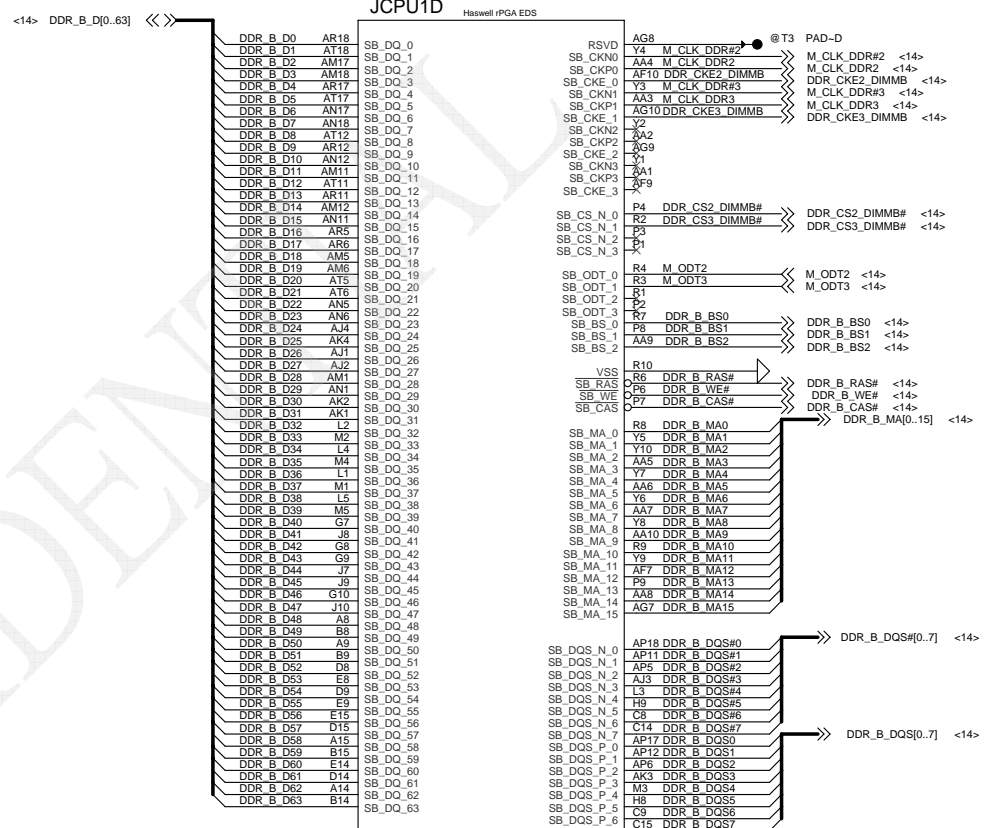 JCPU1D
Haswell rPGA EDS
<14> DDR_B_D[0..63]
DDR_B_D0 AR18 SB_DQ_0
DDR_B_D1 AT18 SB_DQ_1
DDR_B_D2 AM17 SB_DQ_2
DDR_B_D3 AM18 SB_DQ_3
DDR_B_D4 AR17 SB_DQ_4
DDR_B_D5 AT17 SB_DQ_5
DDR_B_D6 AN17 SB_DQ_6
DDR_B_D7 AN18 SB_DQ_7
DDR_B_D8 AT12 SB_DQ_8
DDR_B_D9 AR12 SB_DQ_9
DDR_B_D10 AN12 SB_DQ_10
DDR_B_D11 AM11 SB_DQ_11
DDR_B_D12 AT11 SB_DQ_12
DDR_B_D13 AR11 SB_DQ_13
DDR_B_D14 AM12 SB_DQ_14
DDR_B_D15 AN11 SB_DQ_15
DDR_B_D16 AR5 SB_DQ_16
DDR_B_D17 AR6 SB_DQ_17
DDR_B_D18 AM5 SB_DQ_18
DDR_B_D19 AM6 SB_DQ_19
DDR_B_D20 AT5 SB_DQ_20
DDR_B_D21 AT6 SB_DQ_21
DDR_B_D22 AN5 SB_DQ_22
DDR_B_D23 AN6 SB_DQ_23
DDR_B_D24 AJ4 SB_DQ_24
DDR_B_D25 AK4 SB_DQ_25
DDR_B_D26 AJ1 SB_DQ_26
DDR_B_D27 AJ2 SB_DQ_27
DDR_B_D28 AM1 SB_DQ_28
DDR_B_D29 AN1 SB_DQ_29
DDR_B_D30 AK2 SB_DQ_30
DDR_B_D31 AK1 SB_DQ_31
DDR_B_D32 L2 SB_DQ_32
DDR_B_D33 M2 SB_DQ_33
DDR_B_D34 L4 SB_DQ_34
DDR_B_D35 M4 SB_DQ_35
DDR_B_D36 L1 SB_DQ_36
DDR_B_D37 M1 SB_DQ_37
DDR_B_D38 L5 SB_DQ_38
DDR_B_D39 M5 SB_DQ_39
DDR_B_D40 G7 SB_DQ_40
DDR_B_D41 J8 SB_DQ_41
DDR_B_D42 G8 SB_DQ_42
DDR_B_D43 G9 SB_DQ_43
DDR_B_D44 J7 SB_DQ_44
DDR_B_D45 J9 SB_DQ_45
DDR_B_D46 G10 SB_DQ_46
DDR_B_D47 J10 SB_DQ_47
DDR_B_D48 A8 SB_DQ_48
DDR_B_D49 B8 SB_DQ_49
DDR_B_D50 A9 SB_DQ_50
DDR_B_D51 B9 SB_DQ_51
DDR_B_D52 D8 SB_DQ_52
DDR_B_D53 E8 SB_DQ_53
DDR_B_D54 D9 SB_DQ_54
DDR_B_D55 E9 SB_DQ_55
DDR_B_D56 E15 SB_DQ_56
DDR_B_D57 D15 SB_DQ_57
DDR_B_D58 A15 SB_DQ_58
DDR_B_D59 B15 SB_DQ_59
DDR_B_D60 E14 SB_DQ_60
DDR_B_D61 D14 SB_DQ_61
DDR_B_D62 A14 SB_DQ_62
DDR_B_D63 B14 SB_DQ_63
RSVD AG8 @T3 PAD~D
SB_CKN0 Y4 M_CLK_DDR#2 M_CLK_DDR#2 <14>
SB_CKP0 AA4 M_CLK_DDR2 M_CLK_DDR2 <14>
SB_CKE_0 AF10 DDR_CKE2_DIMMB DDR_CKE2_DIMMB <14>
SB_CKN1 Y3 M_CLK_DDR#3 M_CLK_DDR#3 <14>
SB_CKP1 AA3 M_CLK_DDR3 M_CLK_DDR3 <14>
SB_CKE_1 AG10 DDR_CKE3_DIMMB DDR_CKE3_DIMMB <14>
SB_CKN2 Y2
SB_CKP2 AA2
SB_CKE_2 AG9
SB_CKN3 Y1
SB_CKP3 AA1
SB_CKE_3 AF9
SB_CS_N_0 P4 DDR_CS2_DIMMB# DDR_CS2_DIMMB# <14>
SB_CS_N_1 R2 DDR_CS3_DIMMB# DDR_CS3_DIMMB# <14>
SB_CS_N_2 P3
SB_CS_N_3 P1
SB_ODT_0 R4 M_ODT2 M_ODT2 <14>
SB_ODT_1 R3 M_ODT3 M_ODT3 <14>
SB_ODT_2 R1
SB_ODT_3 P2
SB_BS_0 R7 DDR_B_BS0 DDR_B_BS0 <14>
SB_BS_1 P8 DDR_B_BS1 DDR_B_BS1 <14>
SB_BS_2 AA9 DDR_B_BS2 DDR_B_BS2 <14>
VSS R10
SB_RAS R6 DDR_B_RAS# DDR_B_RAS# <14>
SB_WE P6 DDR_B_WE# DDR_B_WE# <14>
SB_CAS P7 DDR_B_CAS# DDR_B_CAS# <14>
DDR_B_MA[0..15] <14>
SB_MA_0 R8 DDR_B_MA0
SB_MA_1 Y5 DDR_B_MA1
SB_MA_2 Y10 DDR_B_MA2
SB_MA_3 AA5 DDR_B_MA3
SB_MA_4 Y7 DDR_B_MA4
SB_MA_5 AA6 DDR_B_MA5
SB_MA_6 Y6 DDR_B_MA6
SB_MA_7 AA7 DDR_B_MA7
SB_MA_8 Y8 DDR_B_MA8
SB_MA_9 AA10 DDR_B_MA9
SB_MA_10 R9 DDR_B_MA10
SB_MA_11 Y9 DDR_B_MA11
SB_MA_12 AF7 DDR_B_MA12
SB_MA_13 P9 DDR_B_MA13
SB_MA_14 AA8 DDR_B_MA14
SB_MA_15 AG7 DDR_B_MA15
DDR_B_DQS#[0..7] <14>
SB_DQS_N_0 AP18 DDR_B_DQS#0
SB_DQS_N_1 AP11 DDR_B_DQS#1
SB_DQS_N_2 AP5 DDR_B_DQS#2
SB_DQS_N_3 AJ3 DDR_B_DQS#3
SB_DQS_N_4 L3 DDR_B_DQS#4
SB_DQS_N_5 H9 DDR_B_DQS#5
SB_DQS_N_6 C8 DDR_B_DQS#6
SB_DQS_N_7 C14 DDR_B_DQS#7
DDR_B_DQS[0..7] <14>
SB_DQS_P_0 AP17 DDR_B_DQS0
SB_DQS_P_1 AP12 DDR_B_DQS1
SB_DQS_P_2 AP6 DDR_B_DQS2
SB_DQS_P_3 AK3 DDR_B_DQS3
SB_DQS_P_4 M3 DDR_B_DQS4
SB_DQS_P_5 H8 DDR_B_DQS5
SB_DQS_P_6 C9 DDR_B_DQS6
C15 DDR_B_DQS7